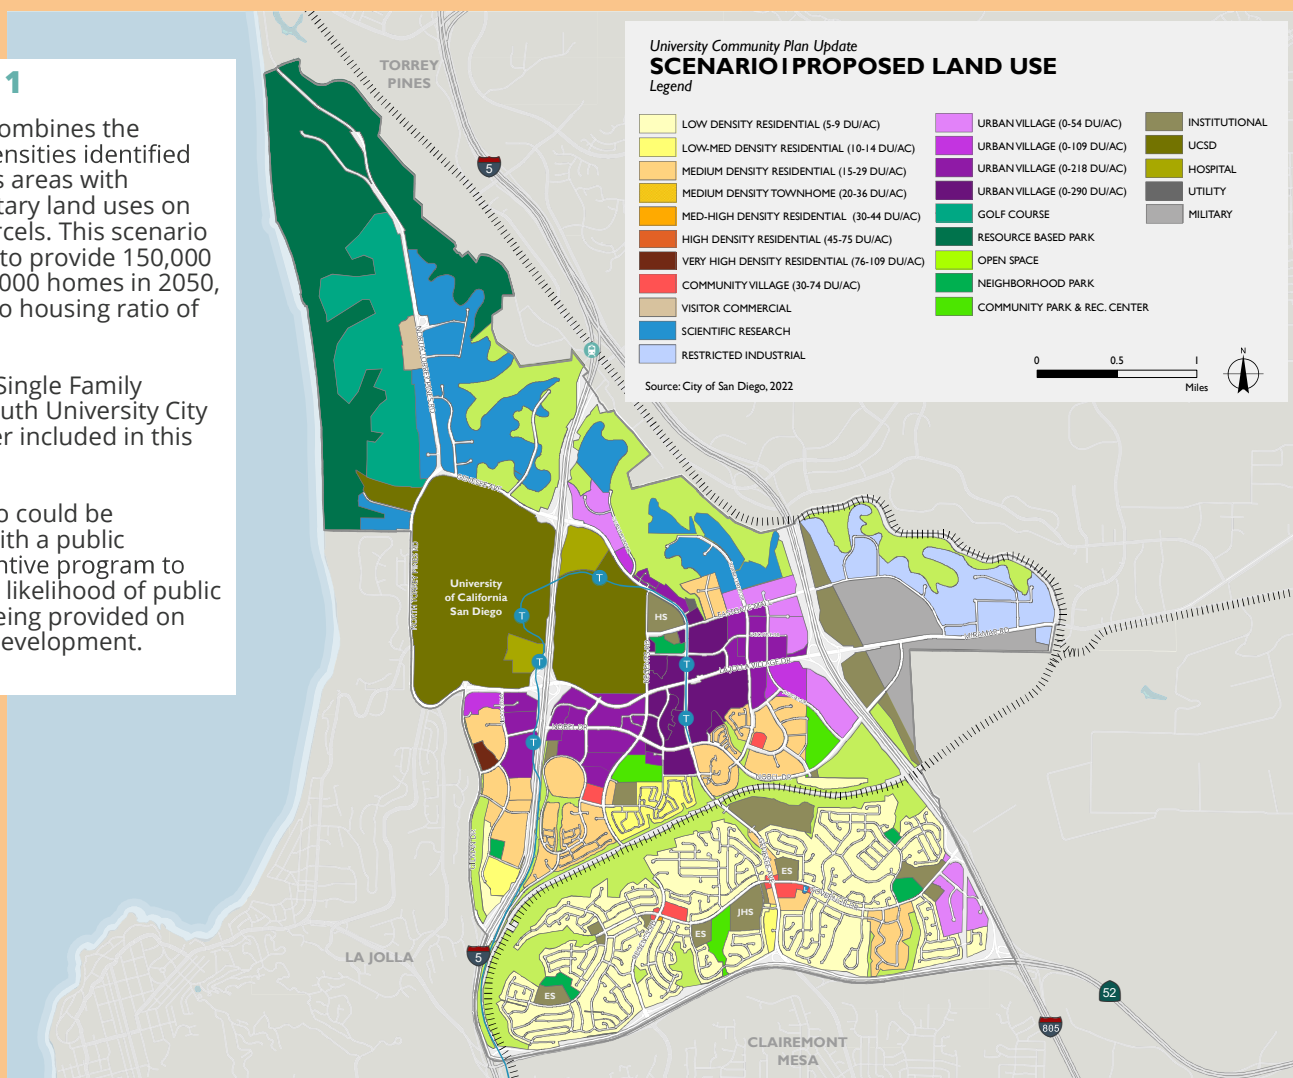 1
ombines the
ensities identified
s areas with
tary land uses on
rcels. This scenario
to provide 150,000
000 homes in 2050,
o housing ratio of
Single Family
uth University City
er included in this
o could be
ith a public
ntive program to
likelihood of public
eing provided on
evelopment.
University Community Plan Update
SCENARIO I PROPOSED LAND USE
Legend
LOW DENSITY RESIDENTIAL (5-9 DU/AC)
LOW-MED DENSITY RESIDENTIAL (10-14 DU/AC)
MEDIUM DENSITY RESIDENTIAL (15-29 DU/AC)
MEDIUM DENSITY TOWNHOME (20-36 DU/AC)
MED-HIGH DENSITY RESIDENTIAL (30-44 DU/AC)
HIGH DENSITY RESIDENTIAL (45-75 DU/AC)
VERY HIGH DENSITY RESIDENTIAL (76-109 DU/AC)
COMMUNITY VILLAGE (30-74 DU/AC)
VISITOR COMMERCIAL
SCIENTIFIC RESEARCH
RESTRICTED INDUSTRIAL
URBAN VILLAGE (0-54 DU/AC)
URBAN VILLAGE (0-109 DU/AC)
URBAN VILLAGE (0-218 DU/AC)
URBAN VILLAGE (0-290 DU/AC)
GOLF COURSE
RESOURCE BASED PARK
OPEN SPACE
NEIGHBORHOOD PARK
COMMUNITY PARK & REC. CENTER
INSTITUTIONAL
UCSD
HOSPITAL
UTILITY
MILITARY
Source: City of San Diego, 2022
0 0.5 1
Miles
N
TORREY
PINES
5
University
of California
San Diego
T
T
T
T
T
T
HS
LA JOLLA VILLAGE DR
NOBEL DR
NOBEL DR
MIRAMAR RD
ES
JHS
ES
ES
LA JOLLA
5
52
805
CLAIREMONT
MESA